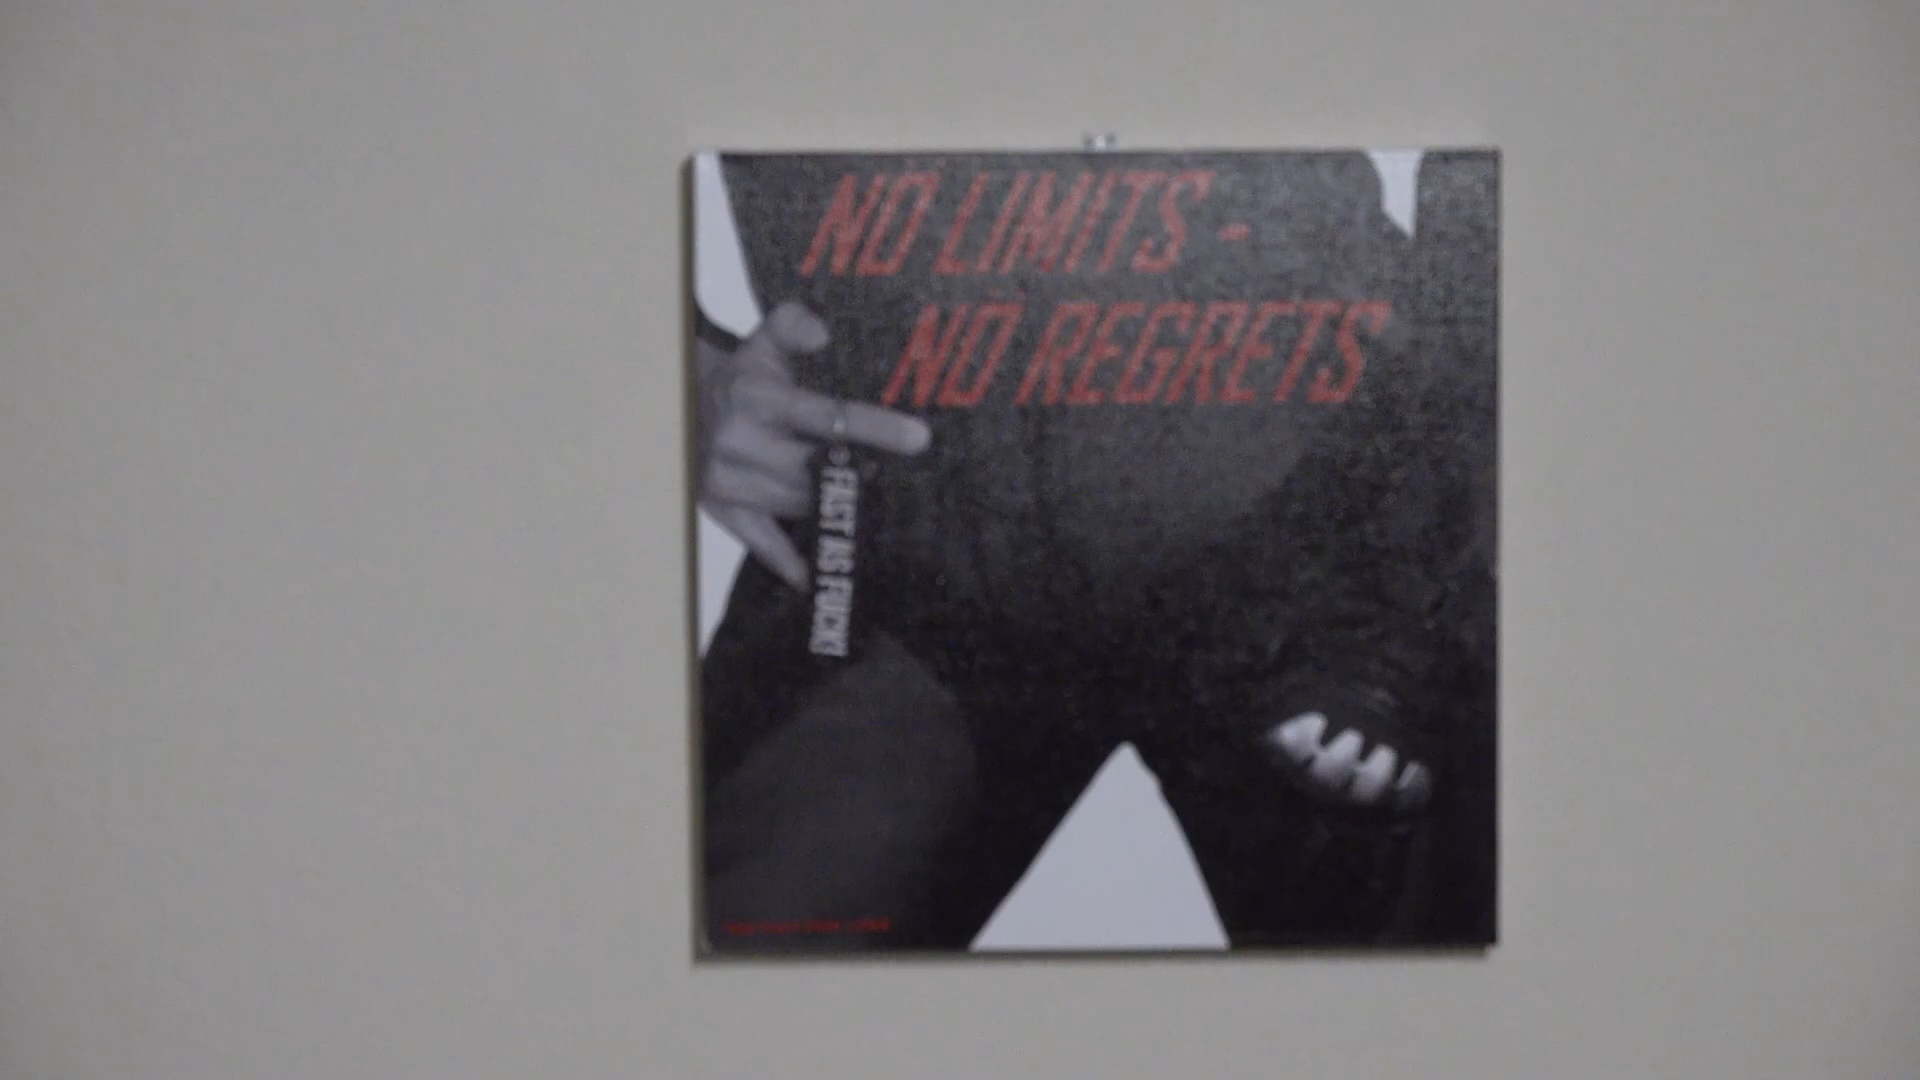 NO LIMITS -
NO REGRETS
FAST AS FUCK!